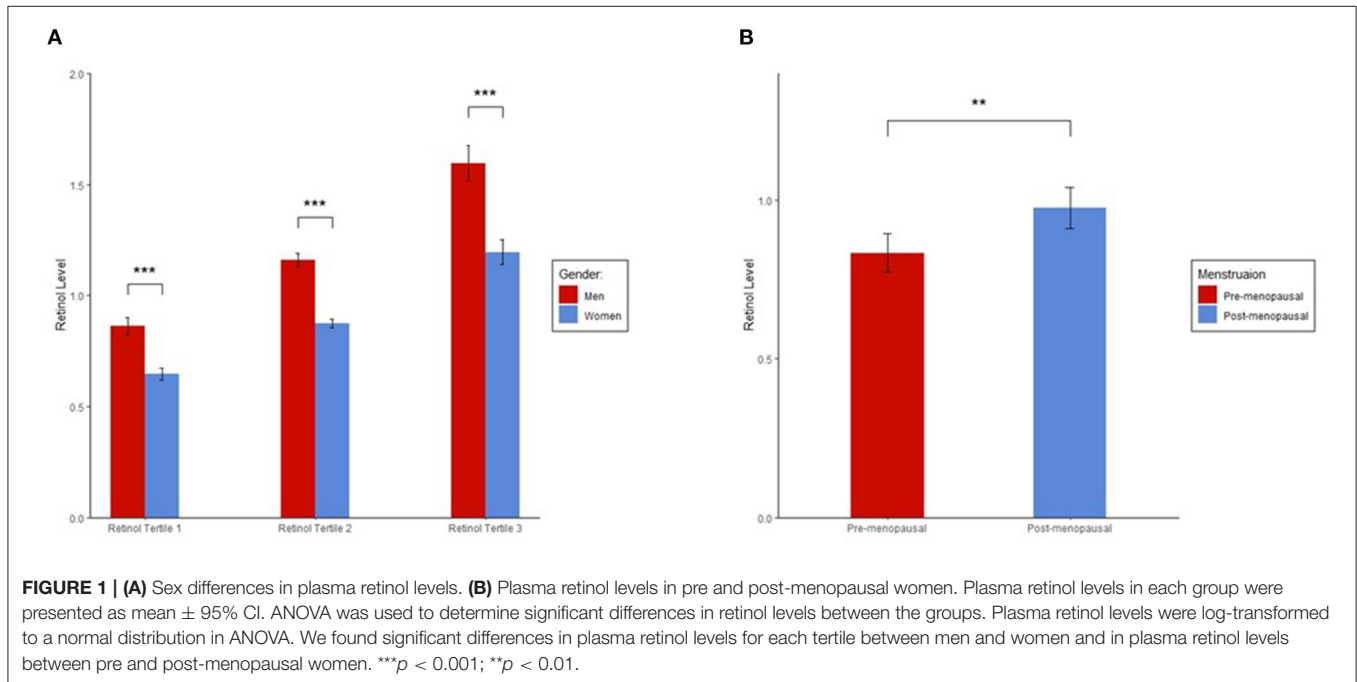 A
2.0
1.5
1.0
0.5
0.0
Retinol Level
***
***
***
Retinol Tertile 1
Retinol Tertile 2
Retinol Tertile 3
Gender:
Men
Women
B
1.0
0.5
0.0
Retinol Level
**
Pre-menopausal
Post-menopausal
Menstruaion
Pre-menopausal
Post-menopausal
FIGURE 1 | (A) Sex differences in plasma retinol levels. (B) Plasma retinol levels in pre and post-menopausal women. Plasma retinol levels in each group were
presented as mean ± 95% CI. ANOVA was used to determine significant differences in retinol levels between the groups. Plasma retinol levels were log-transformed
to a normal distribution in ANOVA. We found significant differences in plasma retinol levels for each tertile between men and women and in plasma retinol levels
between pre and post-menopausal women. ***p < 0.001; **p < 0.01.